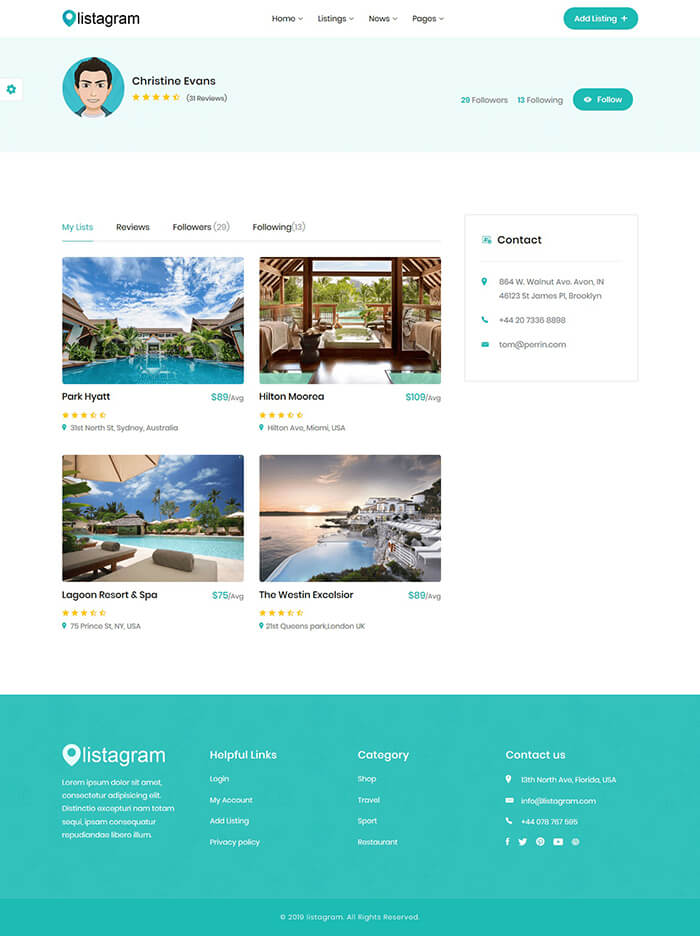 listagram
Home
Listings
News
Pages
Add Listing +
Christine Evans
(31 Reviews)
29 Followers
13 Following
Follow
My Lists
Reviews
Followers (29)
Following(13)
Contact
864 W. Walnut Ave. Avon, IN
46123 St James Pl, Brooklyn
+44 20 7336 8898
tom@perrin.com
Park Hyatt
$89/Avg
31st North St, Sydney, Australia
Hilton Moorea
$109/Avg
Hilton Ave, Miami, USA
Lagoon Resort & Spa
$75/Avg
75 Prince St, NY, USA
The Westin Excelsior
$89/Avg
21st Queens park,London UK
listagram
Lorem ipsum dolor sit amet,
consectetur adipisicing elit.
Distinctio excepturi nam totam
sequi, ipsam consequatur
repudiandae libero illum.
Helpful Links
Login
My Account
Add Listing
Privacy policy
Category
Shop
Travel
Sport
Restaurant
Contact us
13th North Ave, Florida, USA
info@listagram.com
+44 078 767 595
© 2019 listagram. All Rights Reserved.